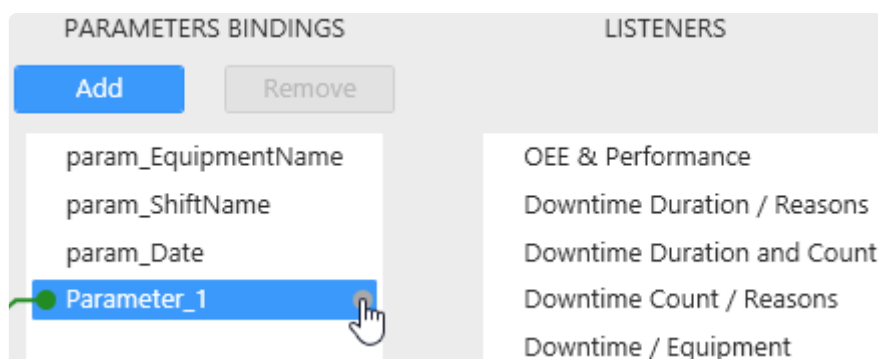 PARAMETERS BINDINGS
LISTENERS
Add
Remove
param_EquipmentName
OEE & Performance
param_ShiftName
Downtime Duration / Reasons
param_Date
Downtime Duration and Count
Parameter_1
Downtime Count / Reasons
Downtime / Equipment